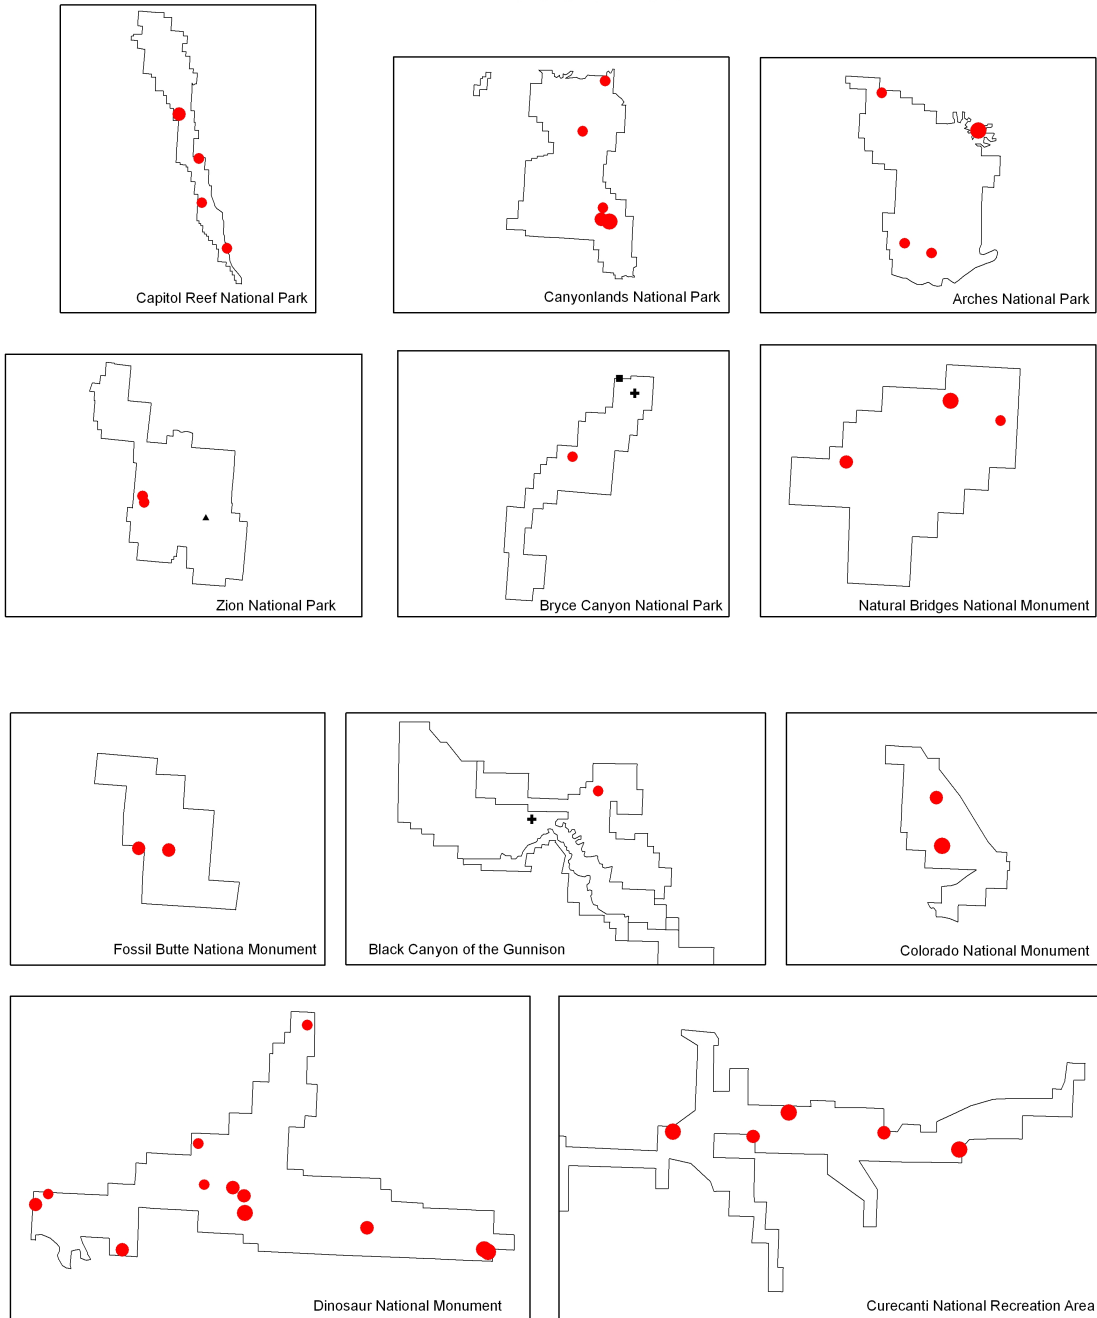 Capitol Reef National Park
Canyonlands National Park
Arches National Park
Zion National Park
Bryce Canyon National Park
Natural Bridges National Monument
Fossil Butte Nationa Monument
Black Canyon of the Gunnison
Colorado National Monument
Dinosaur National Monument
Curecanti National Recreation Area